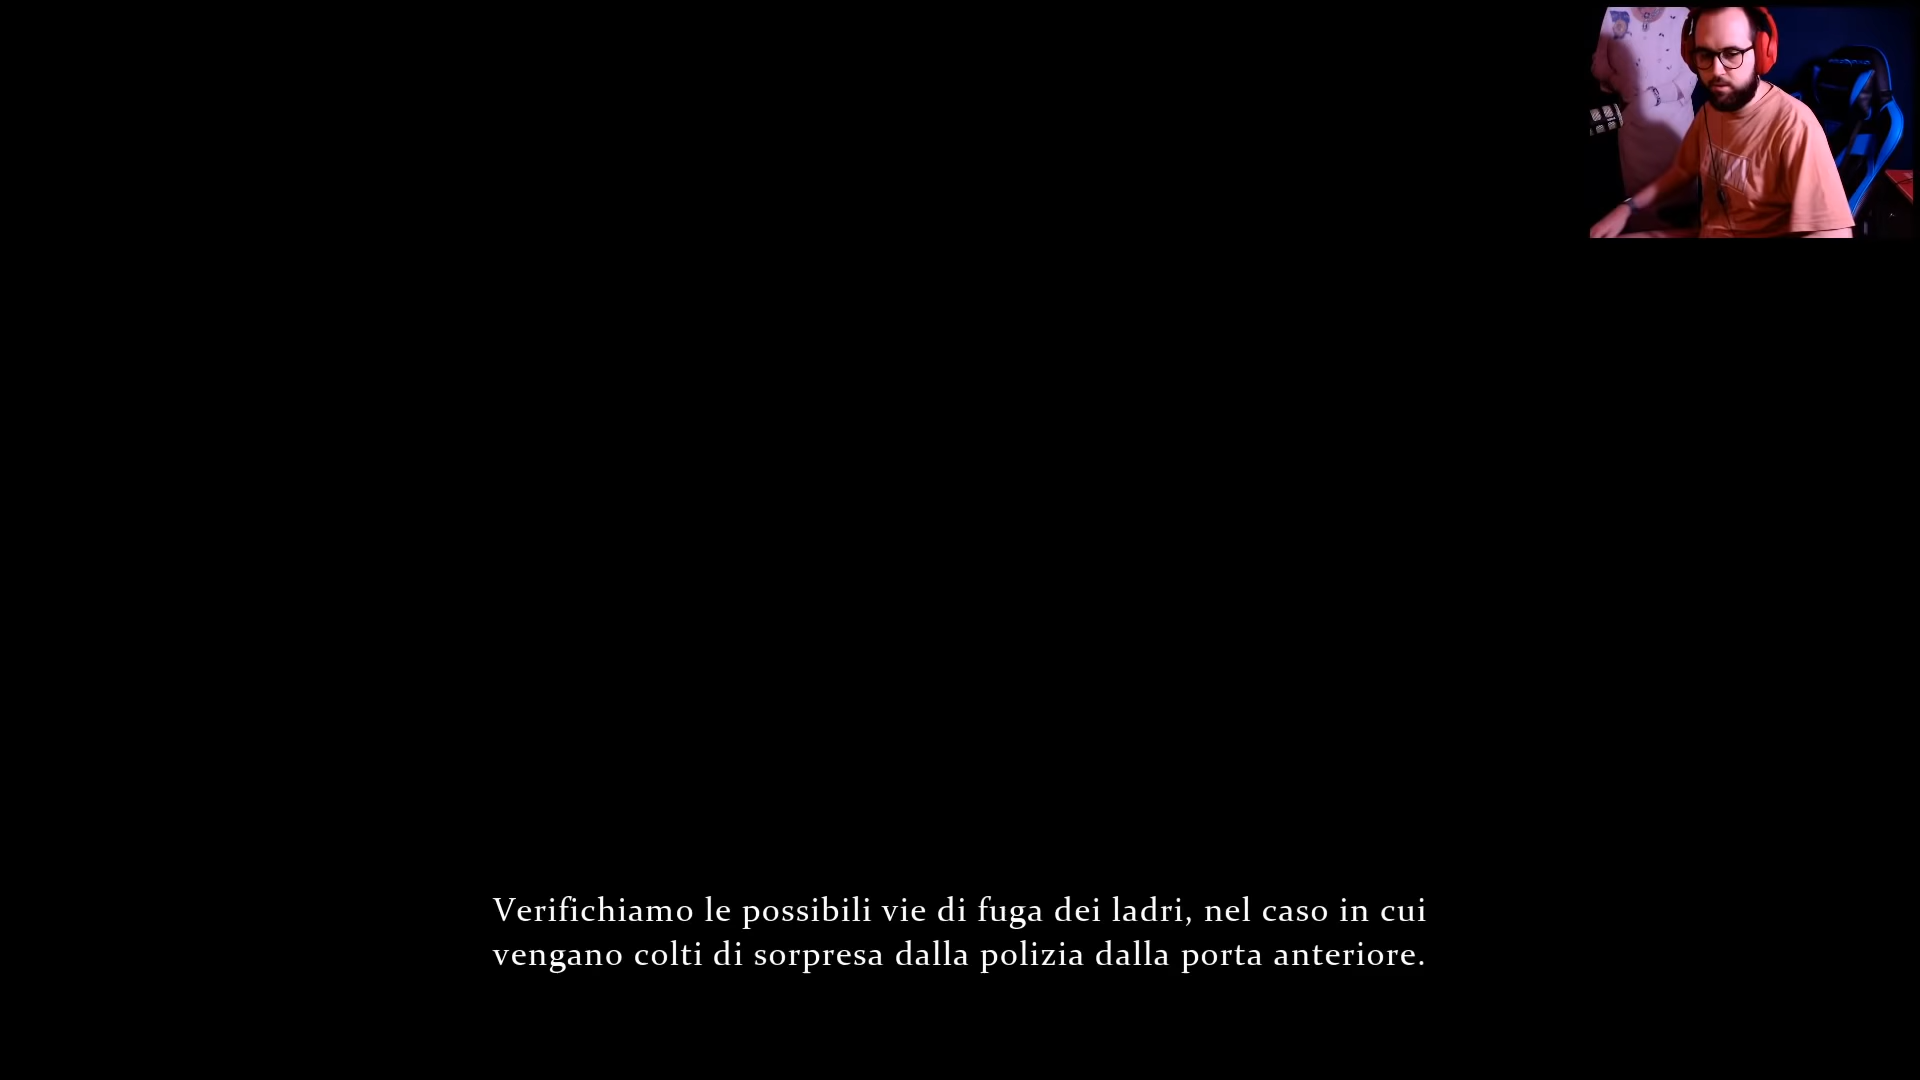 Verifichiamo le possibili vie di fuga dei ladri, nel caso in cui
vengano colti di sorpresa dalla polizia dalla porta anteriore.